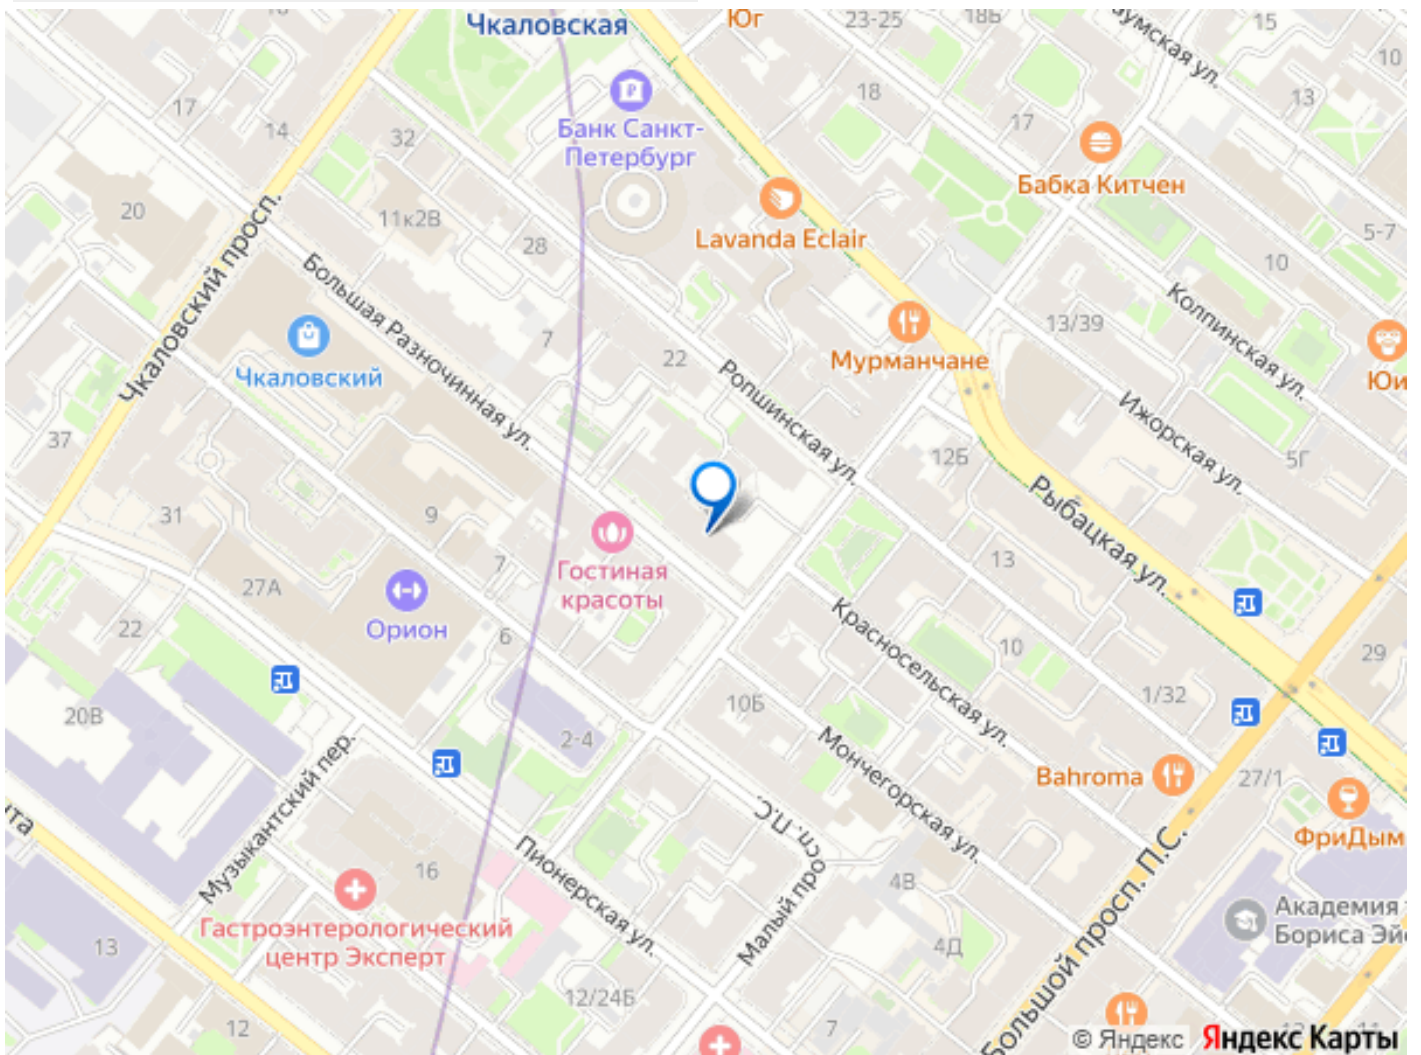 Чкаловская
Юг
23-25
18Б
15
10
17
14
32
Банк Санкт-
Петербург
18
17
13
Бабка Китчен
20
11к2В
28
Lavanda Eclair
5-7
10
Чкаловский просп.
Большая Разночинная ул.
7
22
Мурманчане
13/39
Колпинская ул.
Чкаловский
Ропшинская ул.
Ижорская ул.
37
12Б
5Г
31
9
Рыбацкая ул.
Гостиная
красоты
7
13
27А
Орион
22
6
Красносельская ул.
10
29
1/32
20В
10Б
2-4
Мончегорская ул.
Bahroma
27/1
Музыкантский пер.
Малый просп. П.С.
ФриДым
Пионерская ул.
16
4В
Большой просп. П.С.
Гастроэнтерологический
центр Эксперт
13
4Д
Академия
Бориса
12/24Б
12
7
© Яндекс Яндекс Карты